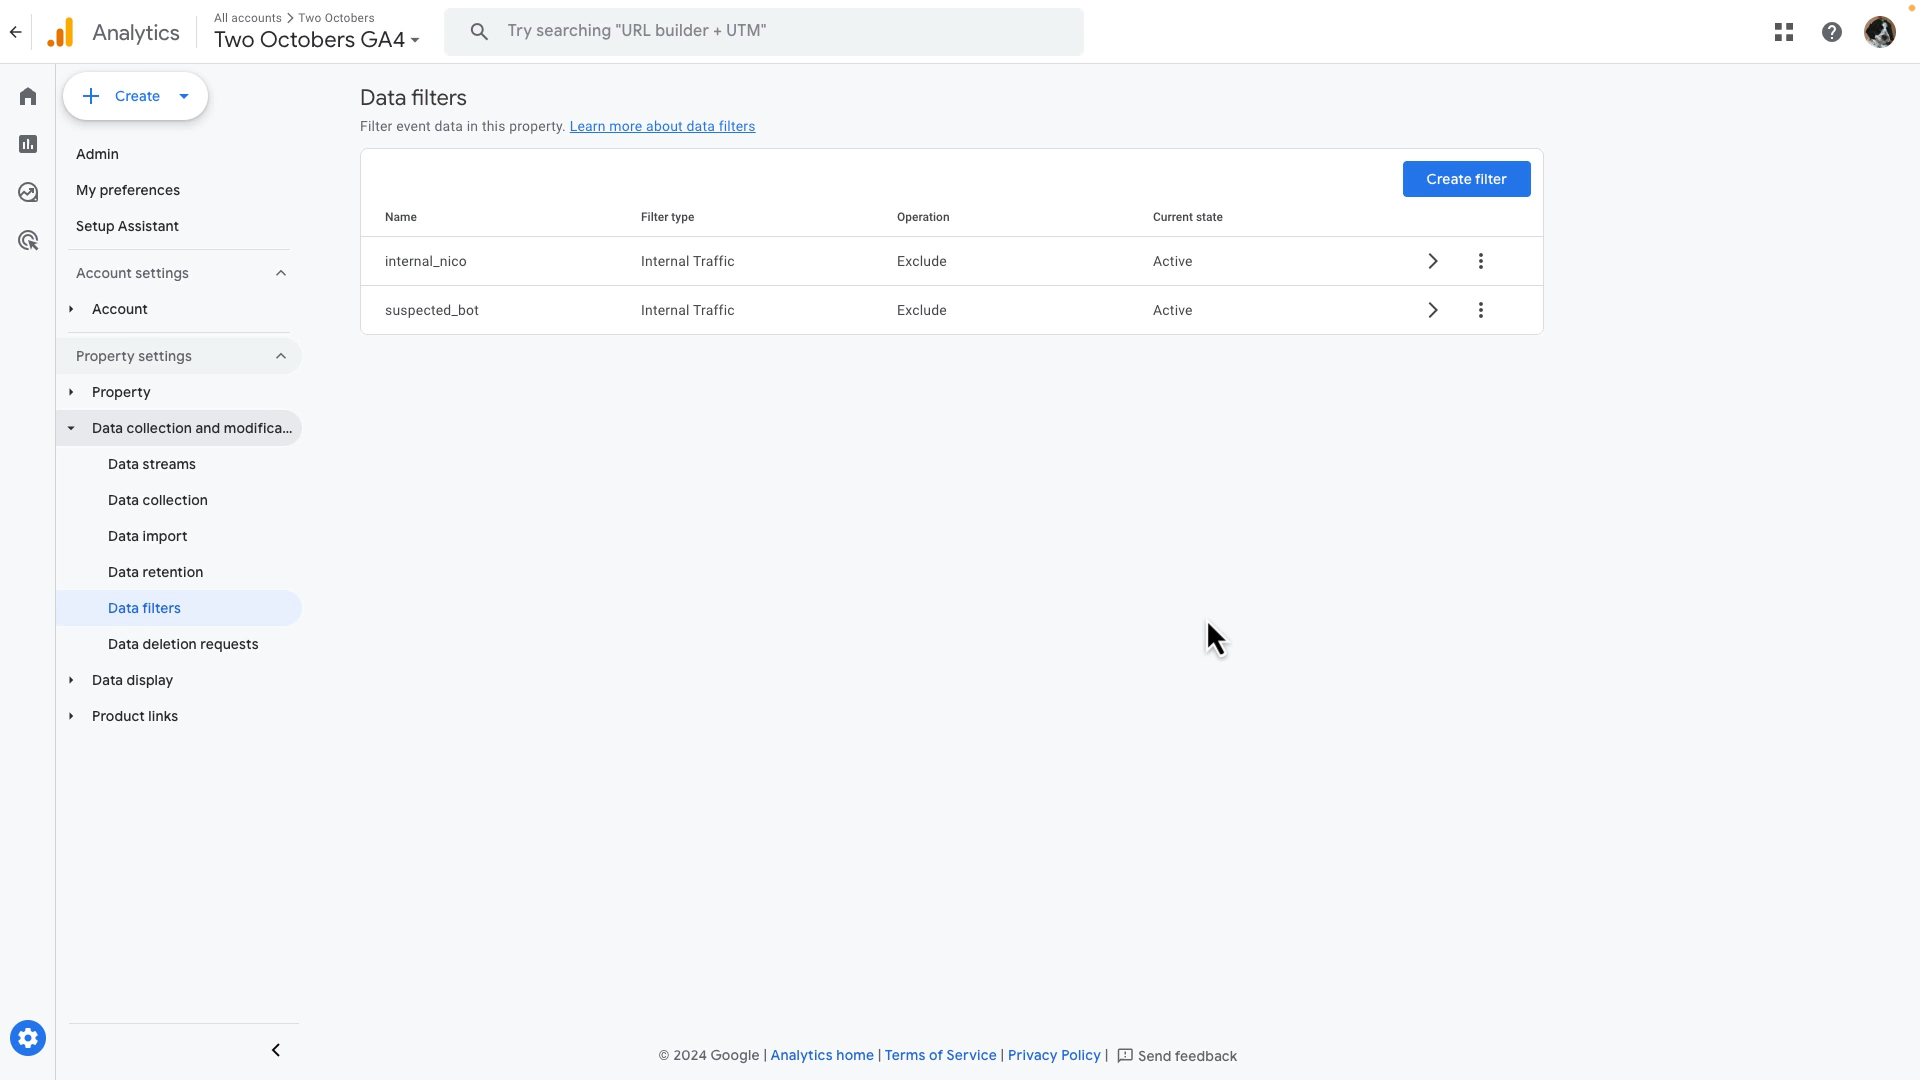 All accounts > Two Octobers
Analytics
Two Octobers GA4
Try searching "URL builder + UTM"
Create
Admin
My preferences
Setup Assistant
Account settings
Account
Property settings
Property
Data collection and modifica...
Data streams
Data collection
Data import
Data retention
Data filters
Data deletion requests
Data display
Product links
Data filters
Filter event data in this property. Learn more about data filters
Create filter
Name Filter type Operation Current state
internal_nico Internal Traffic Exclude Active
suspected_bot Internal Traffic Exclude Active
© 2024 Google | Analytics home | Terms of Service | Privacy Policy | Send feedback